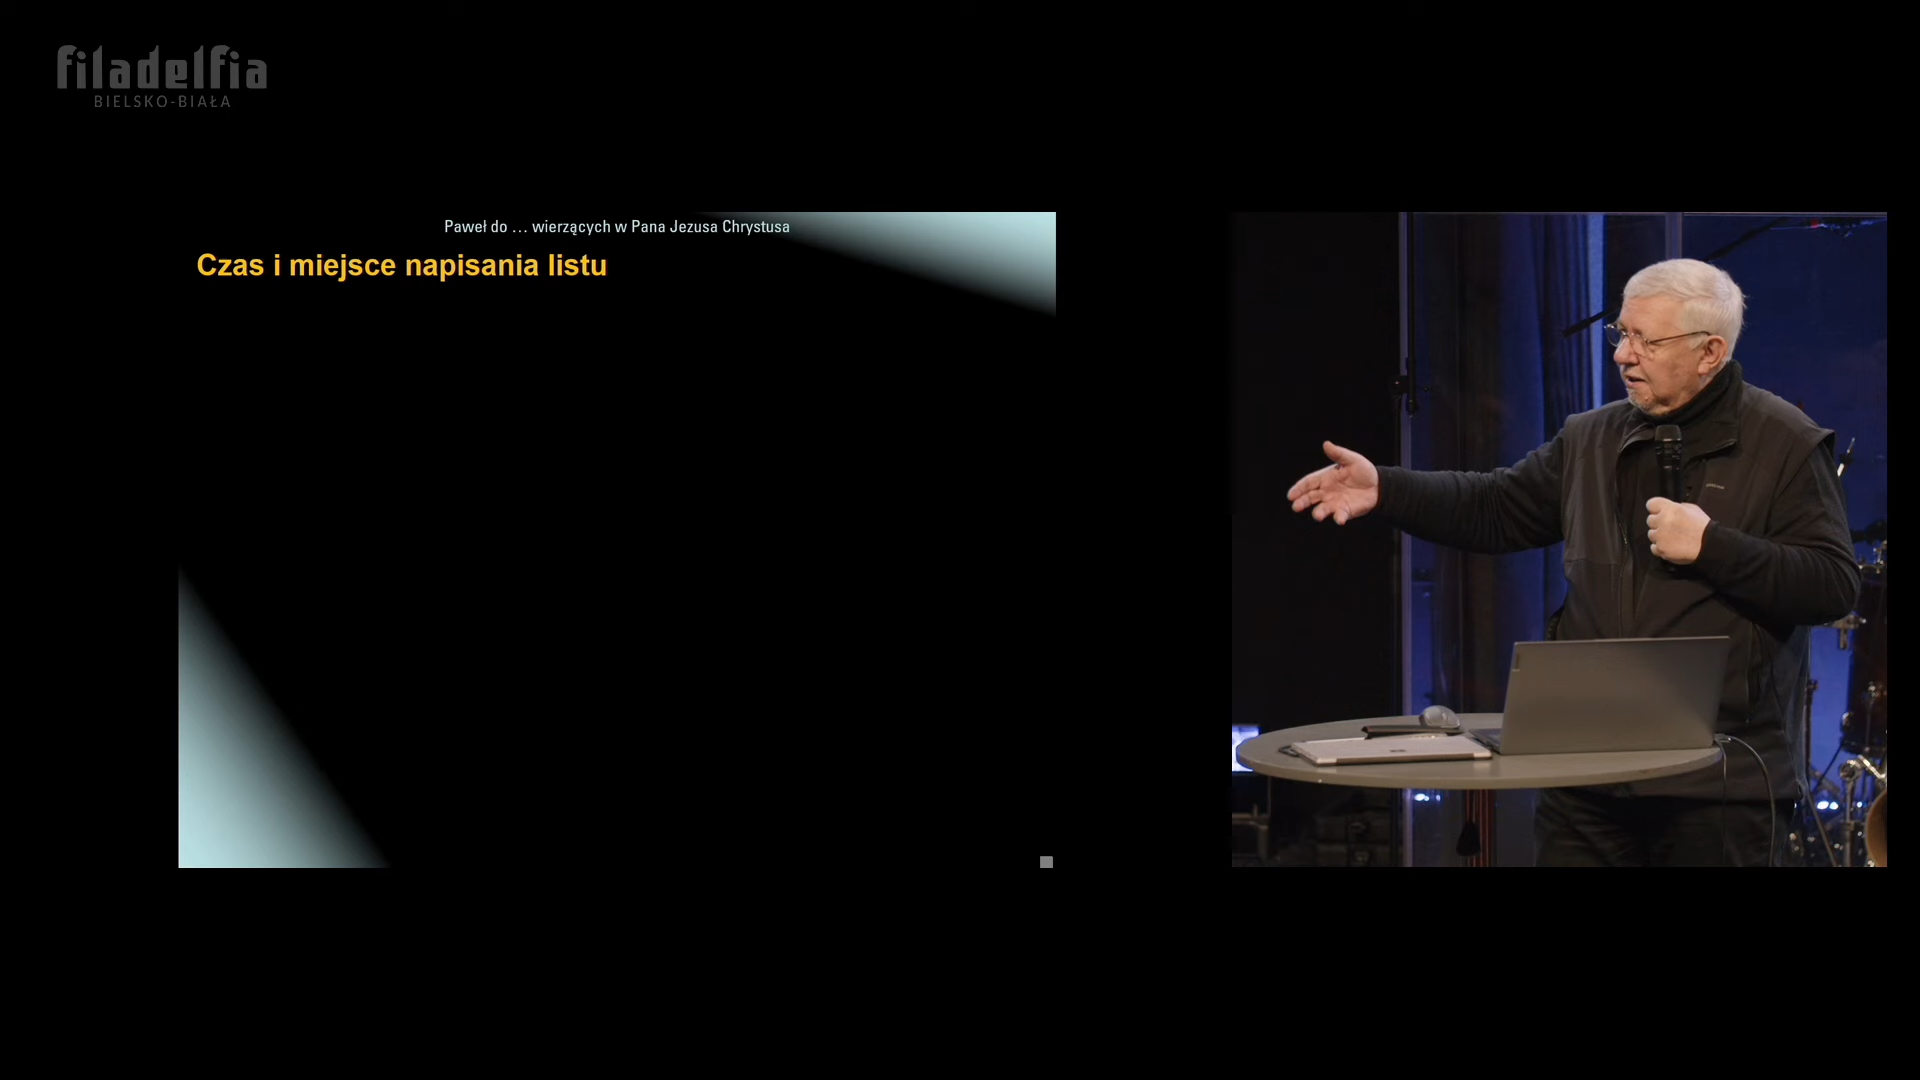 filadelfia
BIELSKO-BIAŁA
Paweł do … wierzących w Pana Jezusa Chrystusa
Czas i miejsce napisania listu